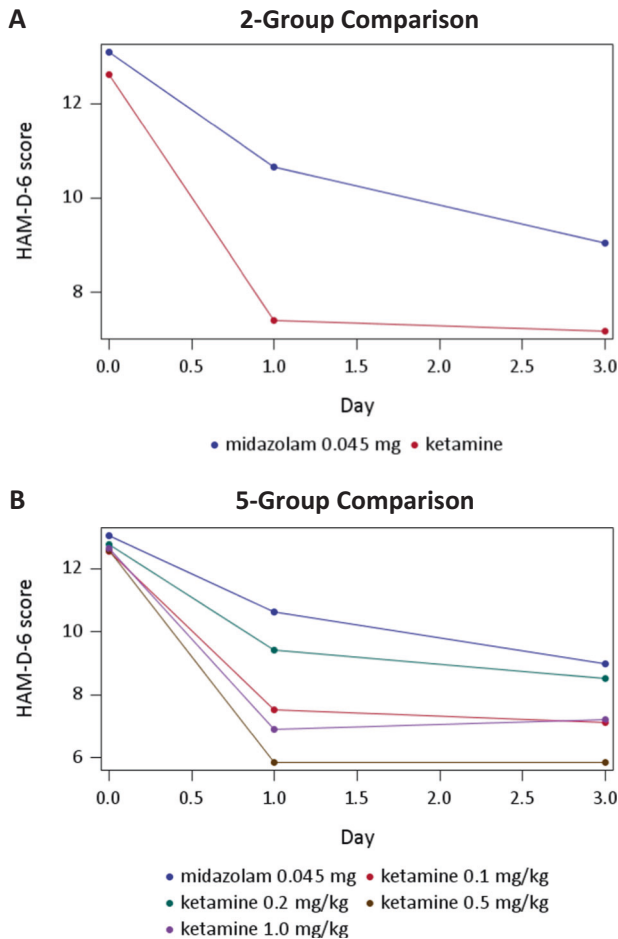 A
2-Group Comparison
HAM-D-6 score
12
10
8
0.0 0.5 1.0 1.5 2.0 2.5 3.0
Day
midazolam 0.045 mg ketamine
B
5-Group Comparison
HAM-D-6 score
12
10
8
6
0.0 0.5 1.0 1.5 2.0 2.5 3.0
Day
midazolam 0.045 mg ketamine 0.1 mg/kg
ketamine 0.2 mg/kg ketamine 0.5 mg/kg
ketamine 1.0 mg/kg